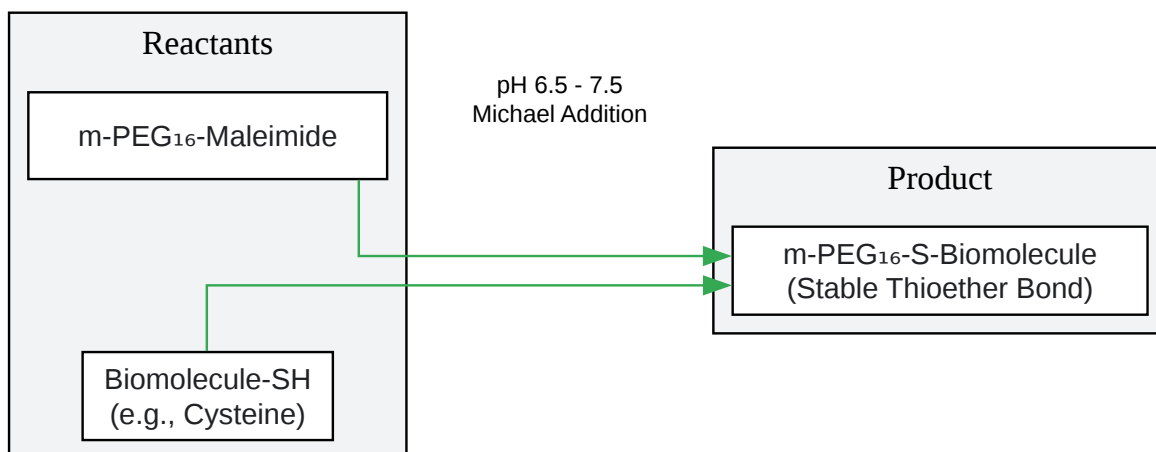 Reactants
m-PEG₁₆-Maleimide
Biomolecule-SH
(e.g., Cysteine)
pH 6.5 - 7.5
Michael Addition
Product
m-PEG₁₆-S-Biomolecule
(Stable Thioether Bond)